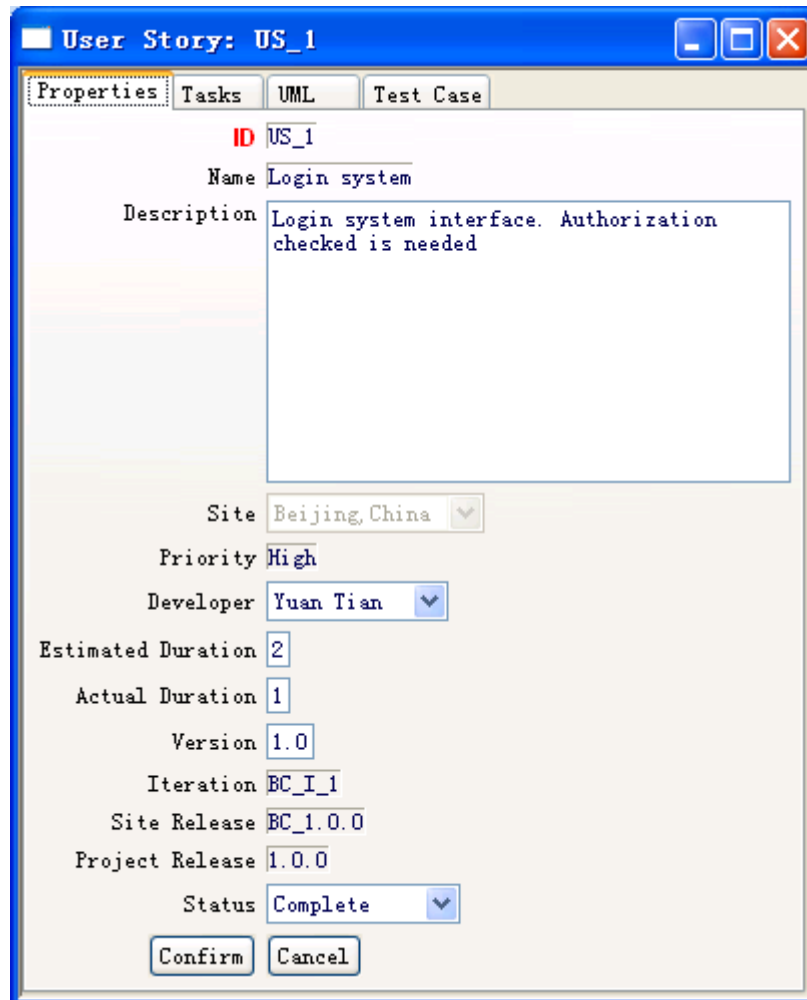 User Story: US_1
Properties Tasks UML Test Case
ID US_1
Name Login system
Description Login system interface. Authorization
checked is needed
Site Beijing,China
Priority High
Developer Yuan Tian
Estimated Duration 2
Actual Duration 1
Version 1.0
Iteration BC_I_1
Site Release BC_1.0.0
Project Release 1.0.0
Status Complete
Confirm Cancel